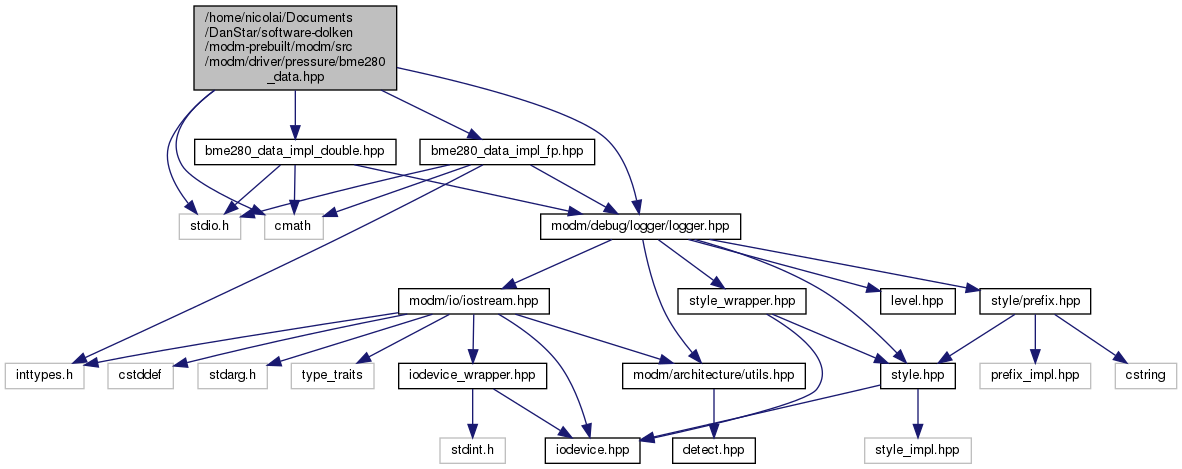 /home/nicolai/Documents
/DanStar/software-dolken
/modm-prebuilt/modm/src
/modm/driver/pressure/bme280
_data.hpp
bme280_data_impl_double.hpp
bme280_data_impl_fp.hpp
stdio.h
cmath
modm/debug/logger/logger.hpp
modm/io/iostream.hpp
style_wrapper.hpp
level.hpp
style/prefix.hpp
inttypes.h
cstddef
stdarg.h
type_traits
iodevice_wrapper.hpp
modm/architecture/utils.hpp
style.hpp
prefix_impl.hpp
cstring
stdint.h
iodevice.hpp
detect.hpp
style_impl.hpp